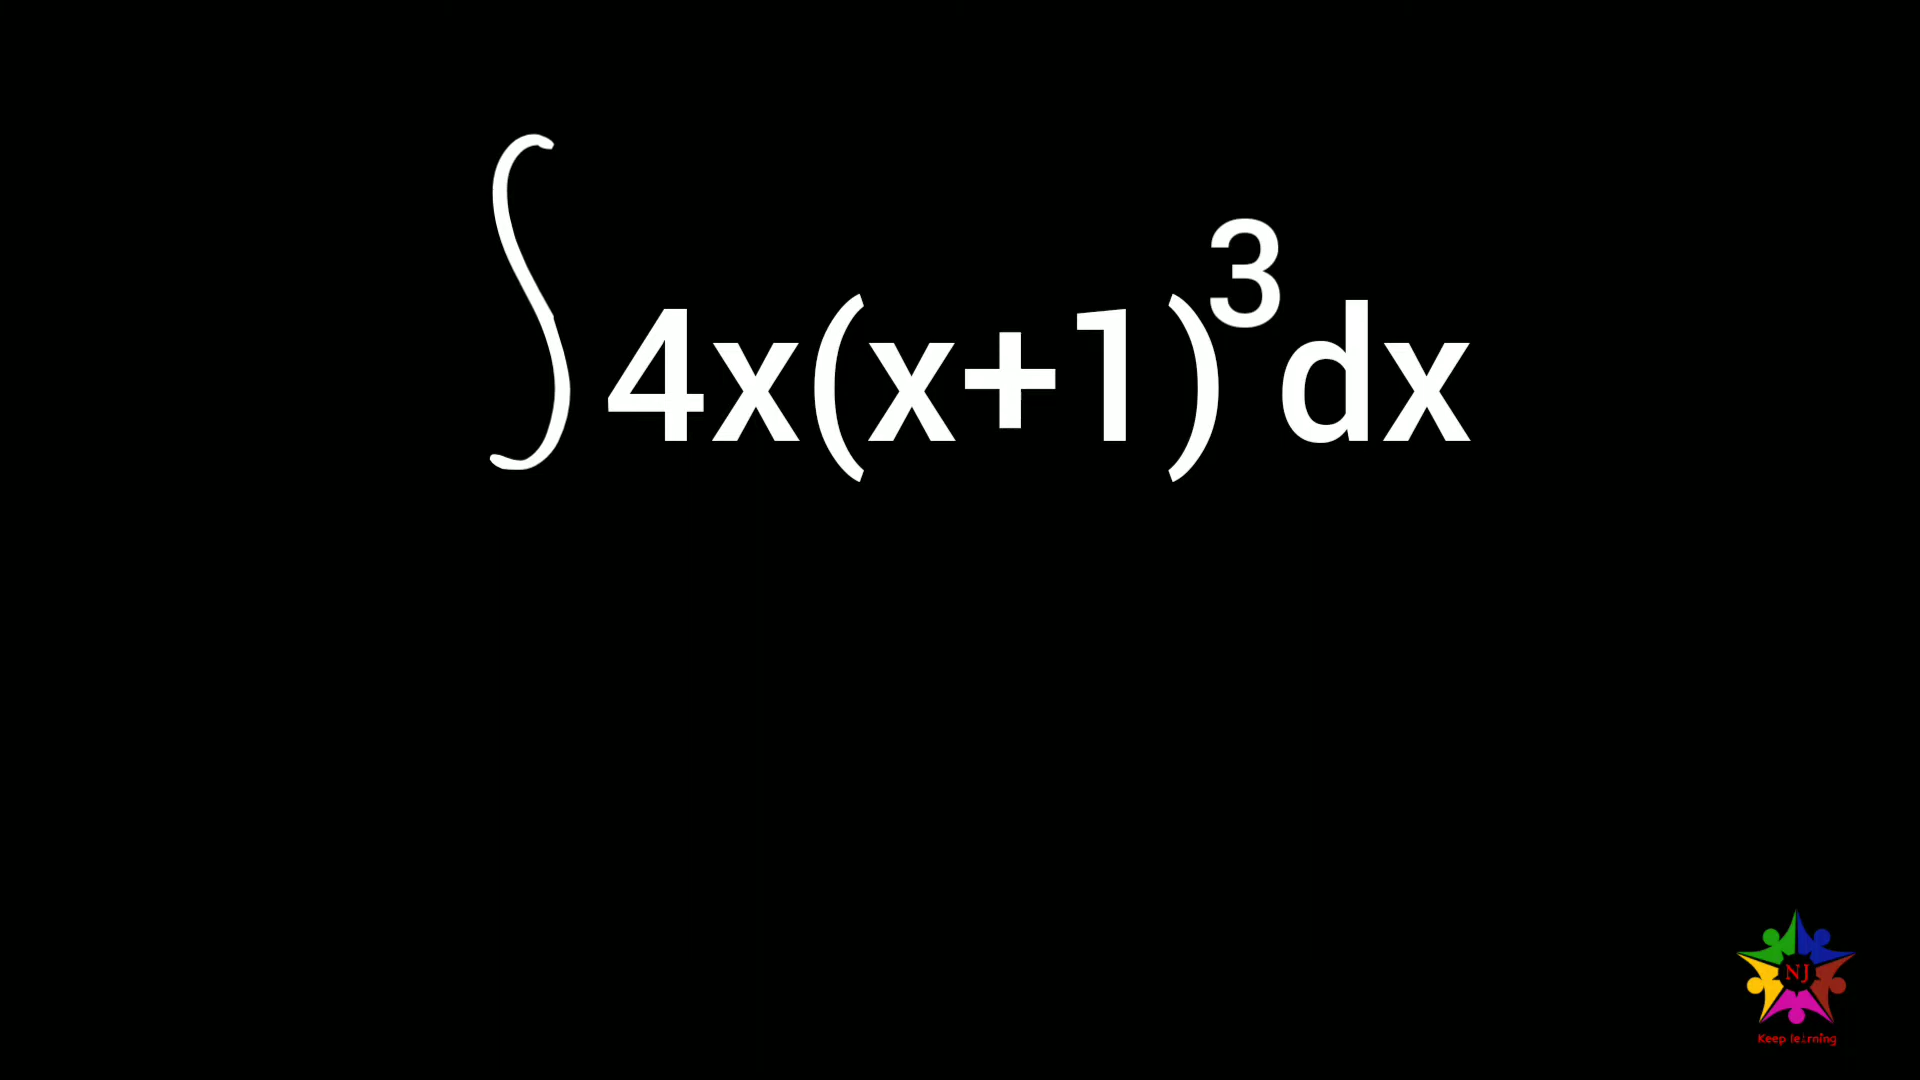 ∫4x(x+1)³dx
NJ
Keep le1rning